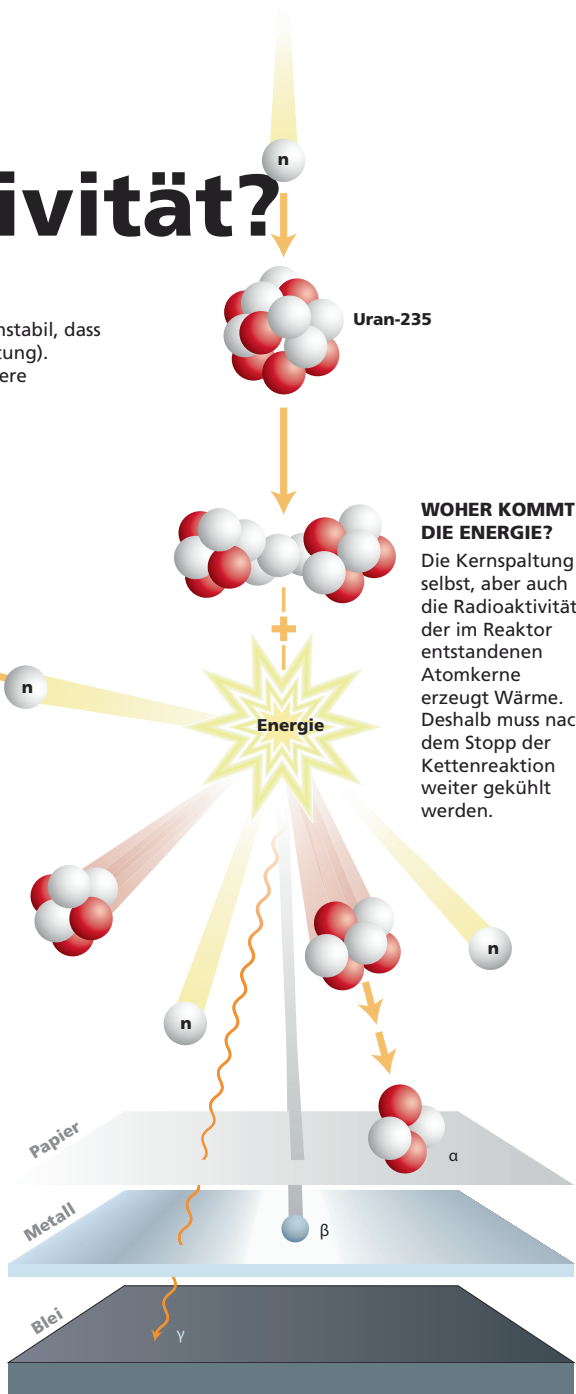 n
ivität?
nstabil, dass
tung).
ere
Uran-235
WOHER KOMMT
DIE ENERGIE?
Die Kernspaltung
selbst, aber auch
die Radioaktivität
der im Reaktor
entstandenen
Atomkerne
erzeugt Wärme.
Deshalb muss nac
dem Stopp der
Kettenreaktion
weiter gekühlt
werden.
n
Energie
n
n
Papier
α
Metall
β
Blei
γ